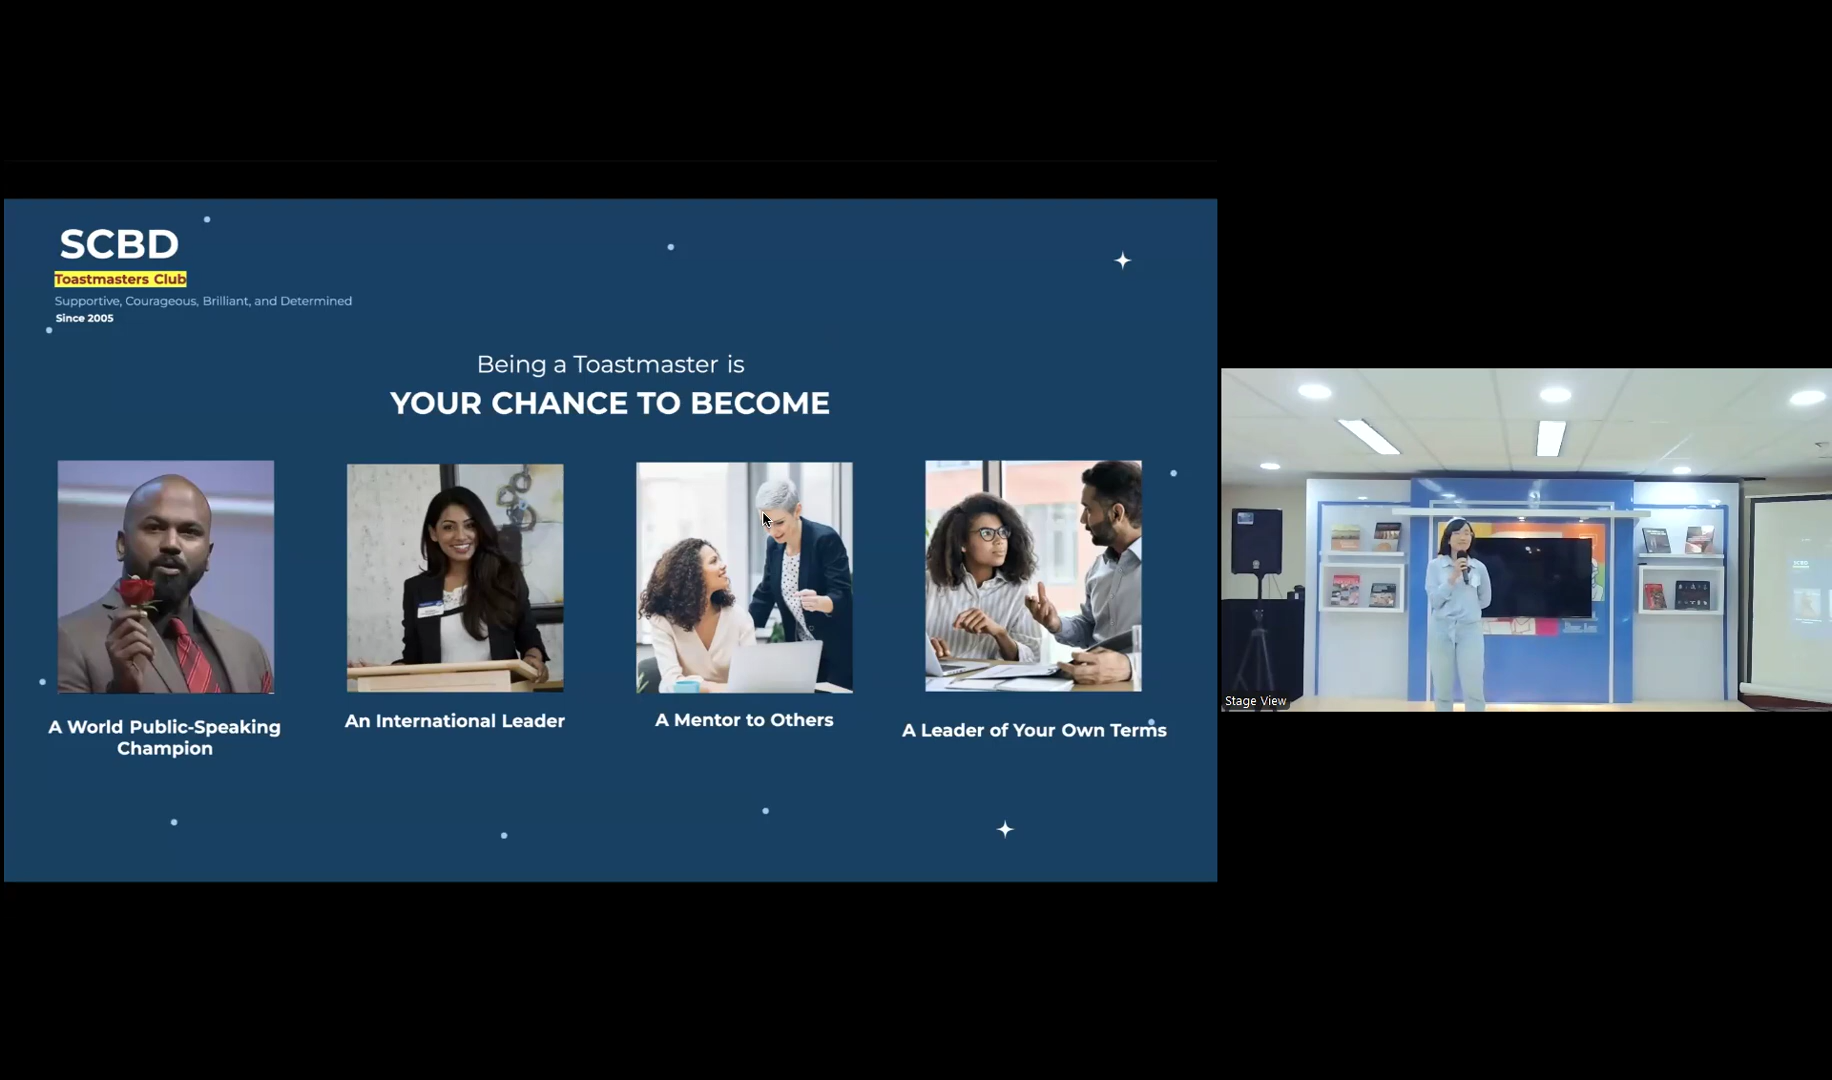 SCBD
Toastmasters Club
Supportive, Courageous, Brilliant, and Determined
Since 2005
Being a Toastmaster is
YOUR CHANCE TO BECOME
A World Public-Speaking
Champion
An International Leader
A Mentor to Others
A Leader of Your Own Terms
Stage View
SCBD